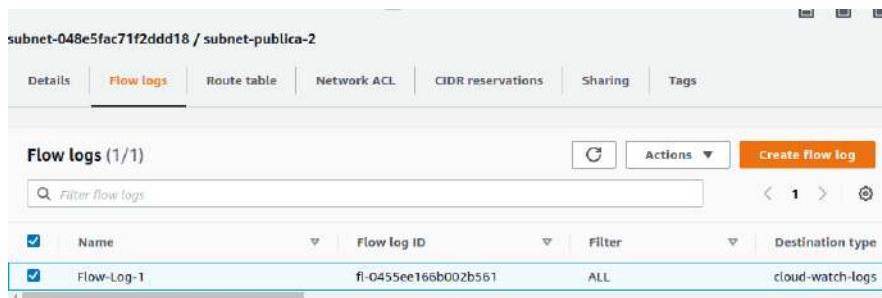 subnet-048e5fac71f2ddd18 / subnet-publica-2
Details Flow logs Route table Network ACL CIDR reservations Sharing Tags
Flow logs (1/1) Actions Create flow log
Filter flow logs 1
Name Flow log ID Filter Destination type
Flow-Log-1 fl-0455ee166b002b561 ALL cloud-watch-logs